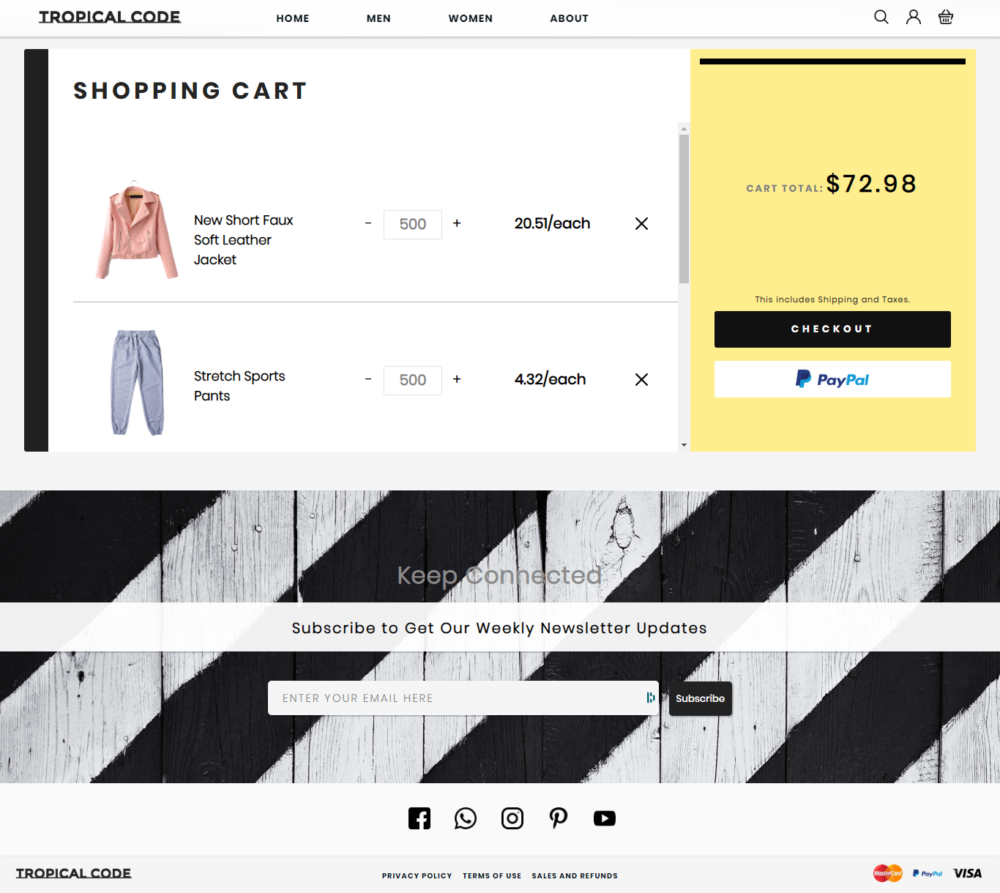 TROPICAL CODE
HOME MEN WOMEN ABOUT
SHOPPING CART
New Short Faux
Soft Leather
Jacket
- 500 +
20.51/each
Stretch Sports
Pants
- 500 +
4.32/each
CART TOTAL: $72.98
This includes Shipping and Taxes.
CHECKOUT
PayPal
Keep Connected
Subscribe to Get Our Weekly Newsletter Updates
ENTER YOUR EMAIL HERE
Subscribe
TROPICAL CODE
PRIVACY POLICY TERMS OF USE SALES AND REFUNDS
MasterCard PayPal VISA